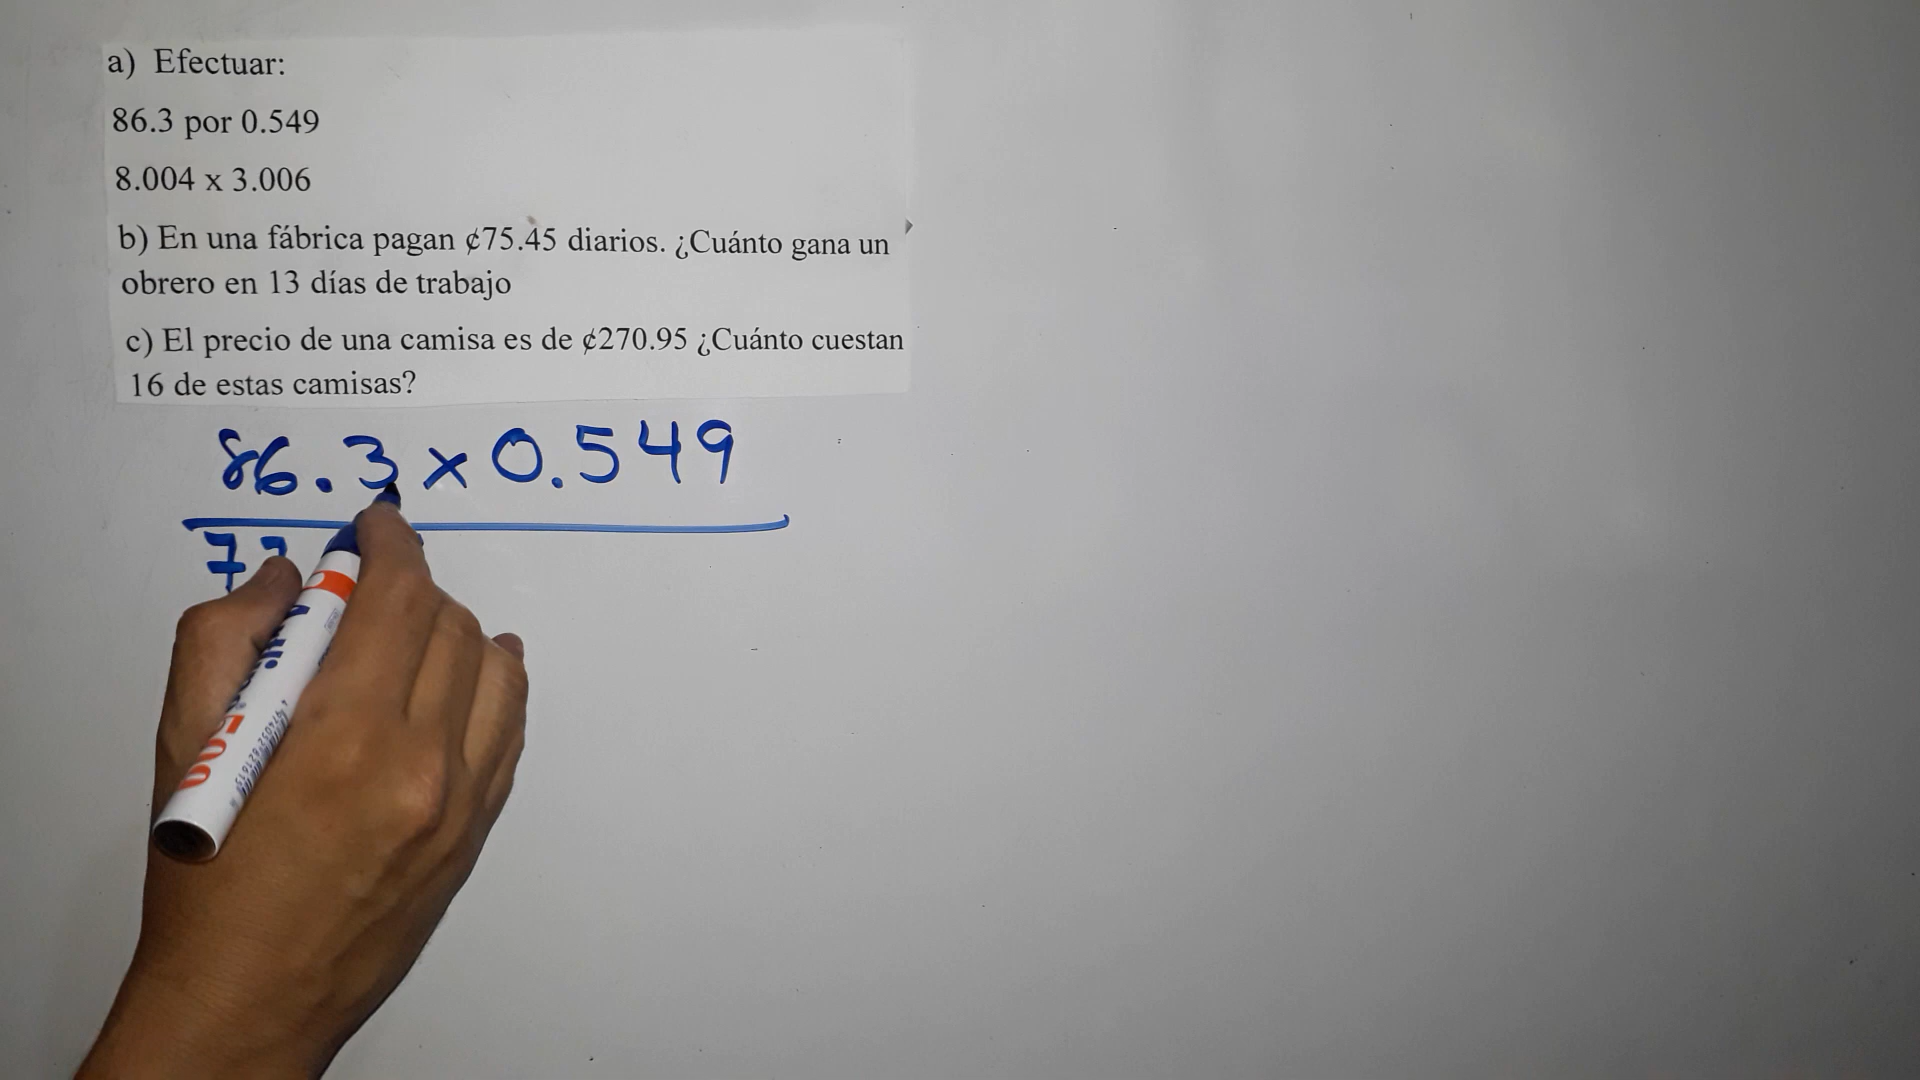 a) Efectuar:
86.3 por 0.549
8.004 x 3.006
b) En una fábrica pagan ¢75.45 diarios. ¿Cuánto gana un
obrero en 13 días de trabajo
c) El precio de una camisa es de ¢270.95 ¿Cuánto cuestan
16 de estas camisas?
86.3 x 0.549
77